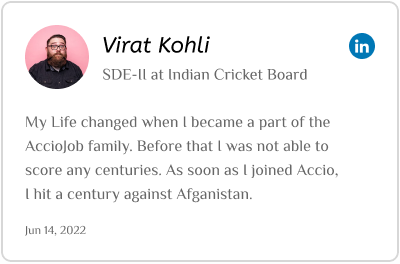 Virat Kohli
in
SDE-II at Indian Cricket Board
My Life changed when I became a part of the
AccioJob family. Before that I was not able to
score any centuries. As soon as I joined Accio,
I hit a century against Afganistan.
Jun 14, 2022